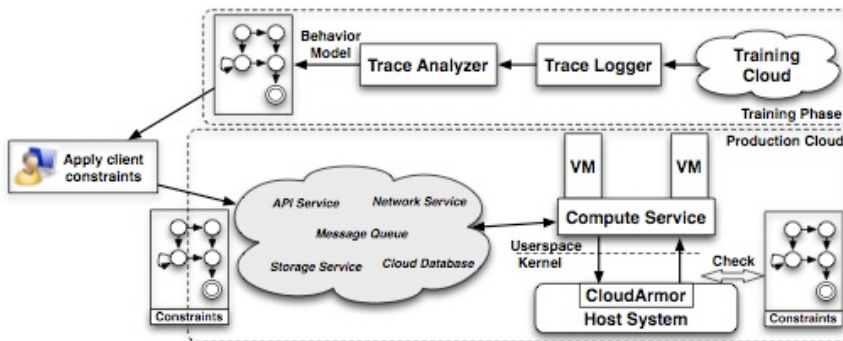 Behavior
Model
Trace Analyzer
Trace Logger
Training
Cloud
Training Phase
Production Cloud
Apply client
constraints
VM
VM
API Service
Network Service
Message Queue
Storage Service
Cloud Database
Compute Service
Userspace
Kernel
Check
CloudArmor
Host System
Constraints
Constraints